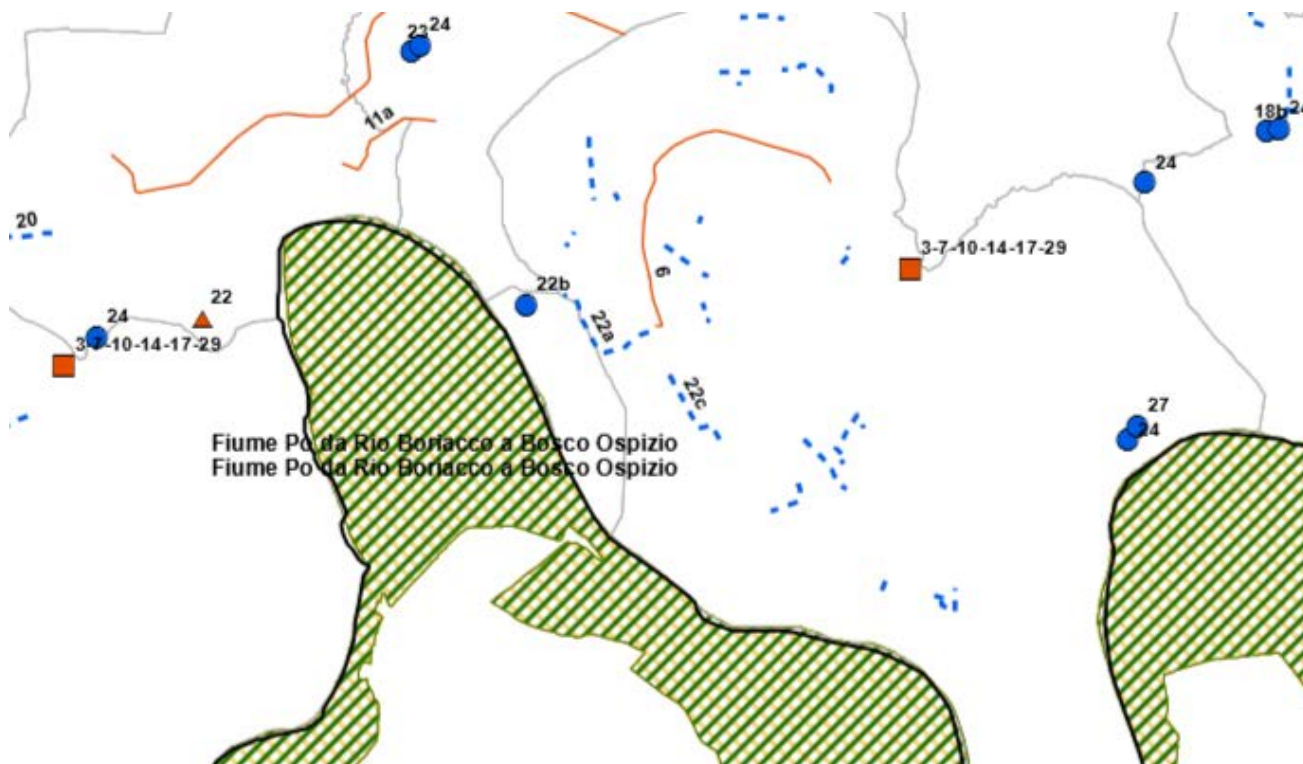 23 24
11a
18b 24
24
20
6
3-7-10-14-17-29
22b
22
22a
24
3-7-10-14-17-29
22c
27
24
Fiume Po da Rio Boriacco a Bosco Ospizio
Fiume Po da Rio Boriacco a Bosco Ospizio